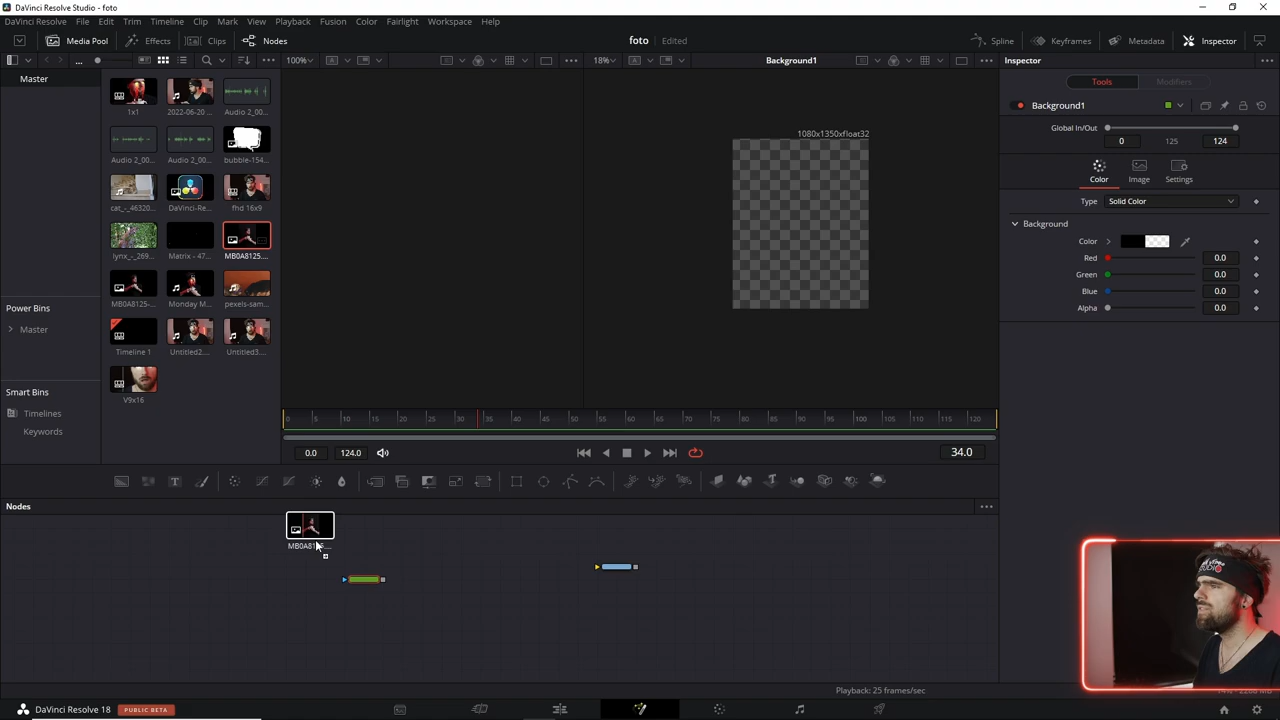 DaVinci Resolve Studio - foto
DaVinci Resolve File Edit Trim Timeline Clip Mark View Playback Fusion Color Fairlight Workspace Help
Media Pool Effects Clips Nodes foto Edited Spline Keyframes Metadata Inspector
... 100% 18% Background1 Inspector
Master
Tools Modifiers
1x1 2022-06-20 ... Audio 2_00...
Background1
Global In/Out
0 125 124
1080x1350xfloat32
Audio 2_00... Audio 2_00... bubble-154...
Color Image Settings
cat_-_46320... DaVinci-Re... fhd 16x9
Type Solid Color
Background
Color
lynx_-_269... Matrix - 47... MB0A8125....
Red 0.0
Green 0.0
Blue 0.0
Alpha 0.0
MB0A8125-... Monday M... pexels-sam...
Power Bins
Master
Timeline 1 Untitled2.... Untitled3....
Smart Bins
Timelines
Keywords
V9x16
0 5 10 15 20 25 30 35 40 45 50 55 60 65 70 75 80 85 90 95 100 105 110 115 120
0.0 124.0 34.0
Nodes
Playback: 25 frames/sec
DaVinci Resolve 18 PUBLIC BETA